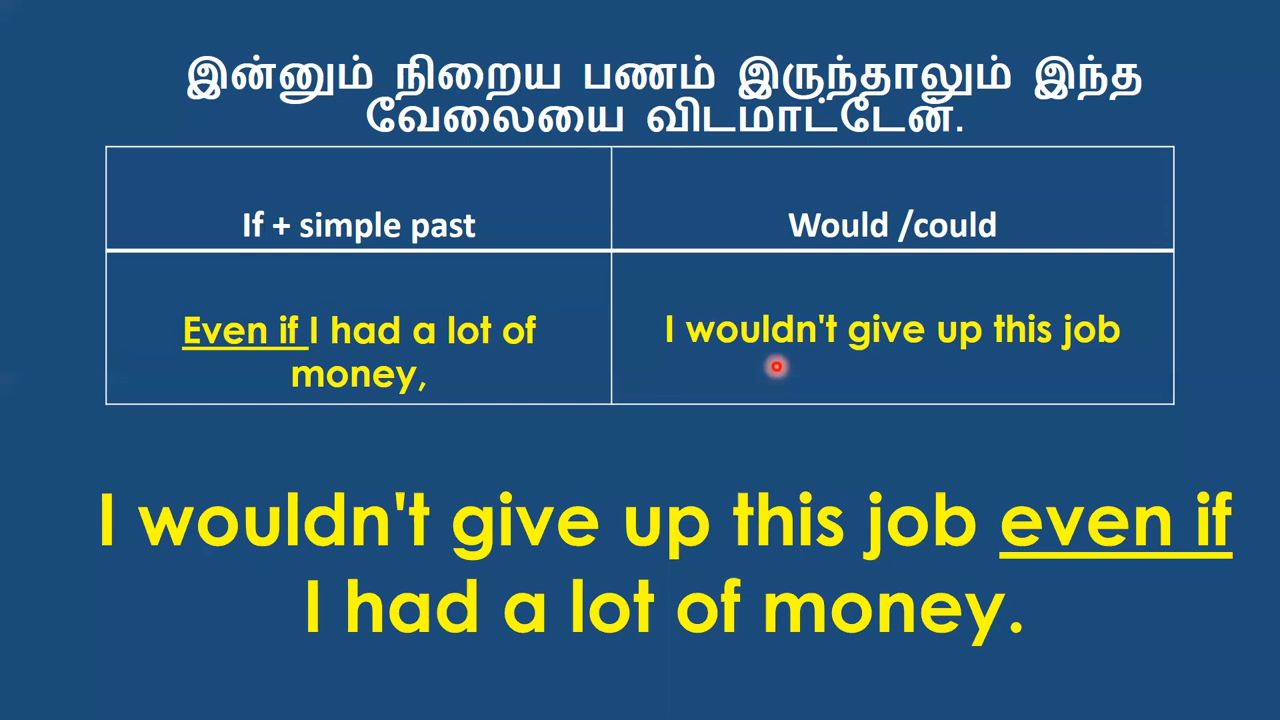 இன்னும் நிறைய பணம் இருந்தாலும் இந்த
வேலையை விடமாட்டேன்.
If + simple past
Would /could
Even if I had a lot of
money,
I wouldn't give up this job
I wouldn't give up this job even if
I had a lot of money.